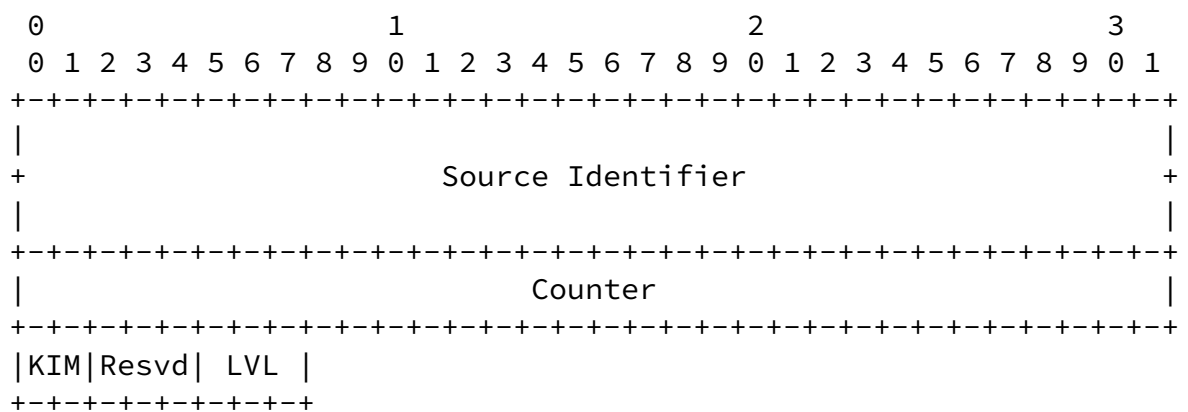 0                   1                   2                   3
 0 1 2 3 4 5 6 7 8 9 0 1 2 3 4 5 6 7 8 9 0 1 2 3 4 5 6 7 8 9 0 1
+-+-+-+-+-+-+-+-+-+-+-+-+-+-+-+-+-+-+-+-+-+-+-+-+-+-+-+-+-+-+-+-+
|                                                               |
+                       Source Identifier                       +
|                                                               |
+-+-+-+-+-+-+-+-+-+-+-+-+-+-+-+-+-+-+-+-+-+-+-+-+-+-+-+-+-+-+-+-+
|                            Counter                            |
+-+-+-+-+-+-+-+-+-+-+-+-+-+-+-+-+-+-+-+-+-+-+-+-+-+-+-+-+-+-+-+-+
|KIM|Resvd| LVL |
+-+-+-+-+-+-+-+-+